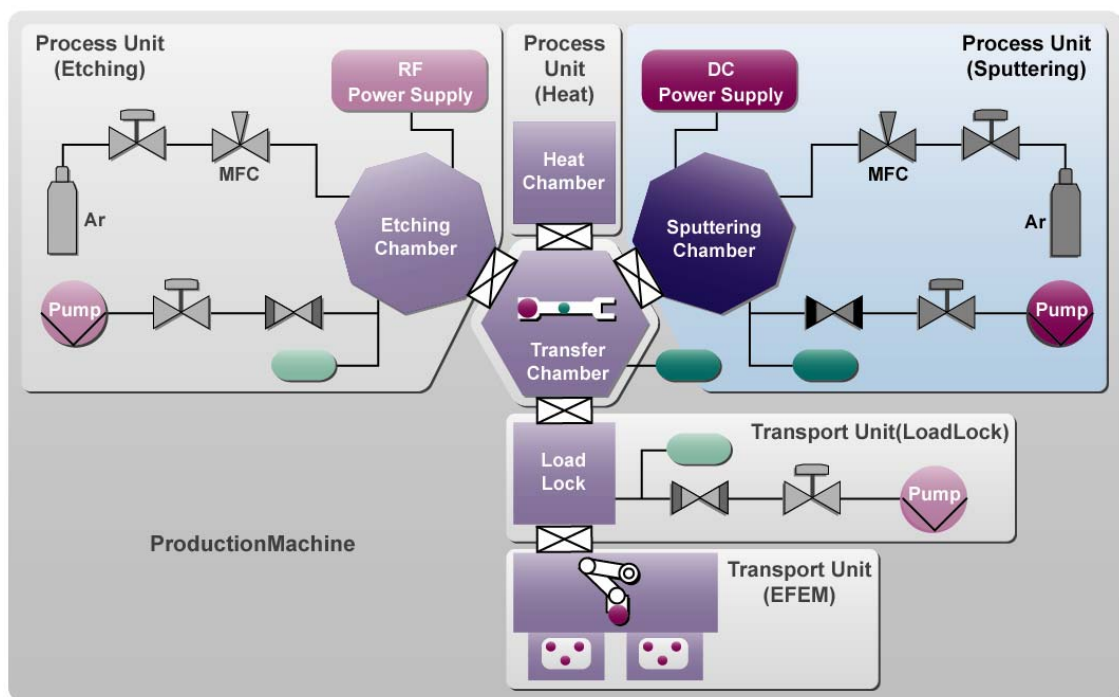 Process Unit
(Etching)
RF
Power Supply
MFC
Ar
Etching
Chamber
Pump
Process
Unit
(Heat)
Heat
Chamber
Process Unit
(Sputtering)
DC
Power Supply
MFC
Ar
Sputtering
Chamber
Pump
Transfer
Chamber
Transport Unit(LoadLock)
Load
Lock
Pump
ProductionMachine
Transport Unit
(EFEM)